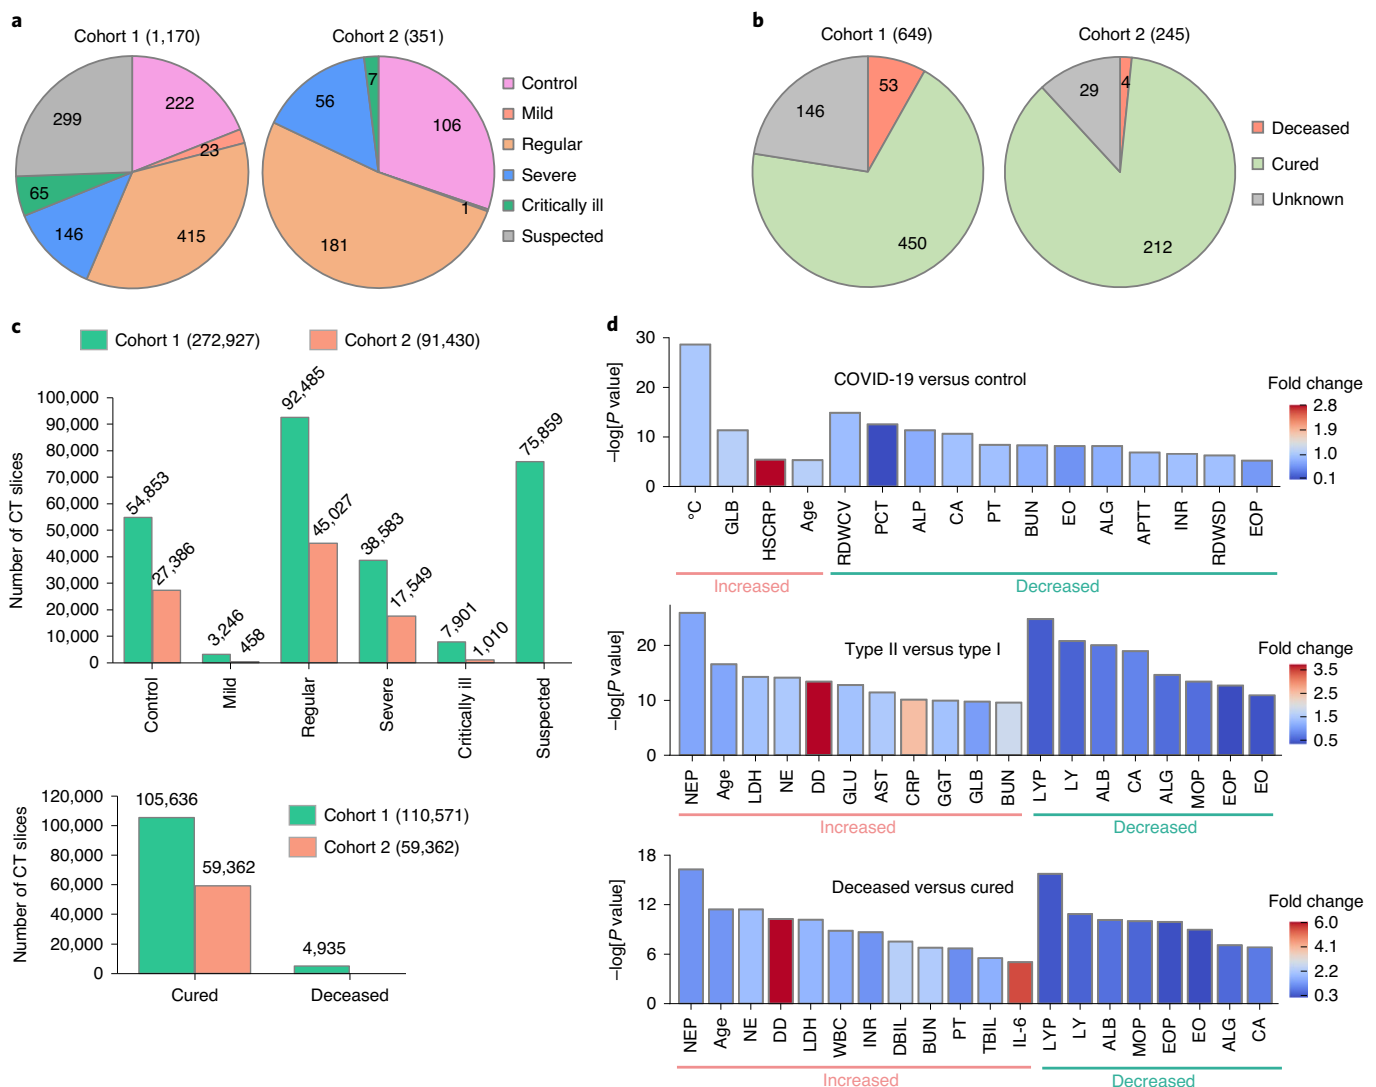 a
Cohort 1 (1,170)
Cohort 2 (351)
222
23
415
146
65
299
106
1
181
56
7
Control
Mild
Regular
Severe
Critically ill
Suspected
b
Cohort 1 (649)
Cohort 2 (245)
53
450
146
4
212
29
Deceased
Cured
Unknown
c
Cohort 1 (272,927)
Cohort 2 (91,430)
Number of CT slices
100,000
90,000
80,000
70,000
60,000
50,000
40,000
30,000
20,000
10,000
0
54,853
27,386
3,246
458
92,485
45,027
38,583
17,549
7,901
1,010
75,859
Control
Mild
Regular
Severe
Critically ill
Suspected
Number of CT slices
120,000
100,000
80,000
60,000
40,000
20,000
0
105,636
59,362
4,935
Cohort 1 (110,571)
Cohort 2 (59,362)
Cured
Deceased
d
–log[P value]
30
20
10
0
COVID-19 versus control
Fold change
2.8
1.9
1.0
0.1
°C
GLB
HSCRP
Age
RDWCV
PCT
ALP
CA
PT
BUN
EO
ALG
APTT
INR
RDWSD
EOP
Increased
Decreased
–log[P value]
20
10
0
Type II versus type I
Fold change
3.5
2.5
1.5
0.5
NEP
Age
LDH
NE
DD
GLU
AST
CRP
GGT
GLB
BUN
LYP
LY
ALB
CA
ALG
MOP
EOP
EO
Increased
Decreased
–log[P value]
18
12
6
0
Deceased versus cured
Fold change
6.0
4.1
2.2
0.3
NEP
Age
NE
DD
LDH
WBC
INR
DBIL
BUN
PT
TBIL
IL-6
LYP
LY
ALB
MOP
EOP
EO
ALG
CA
Increased
Decreased